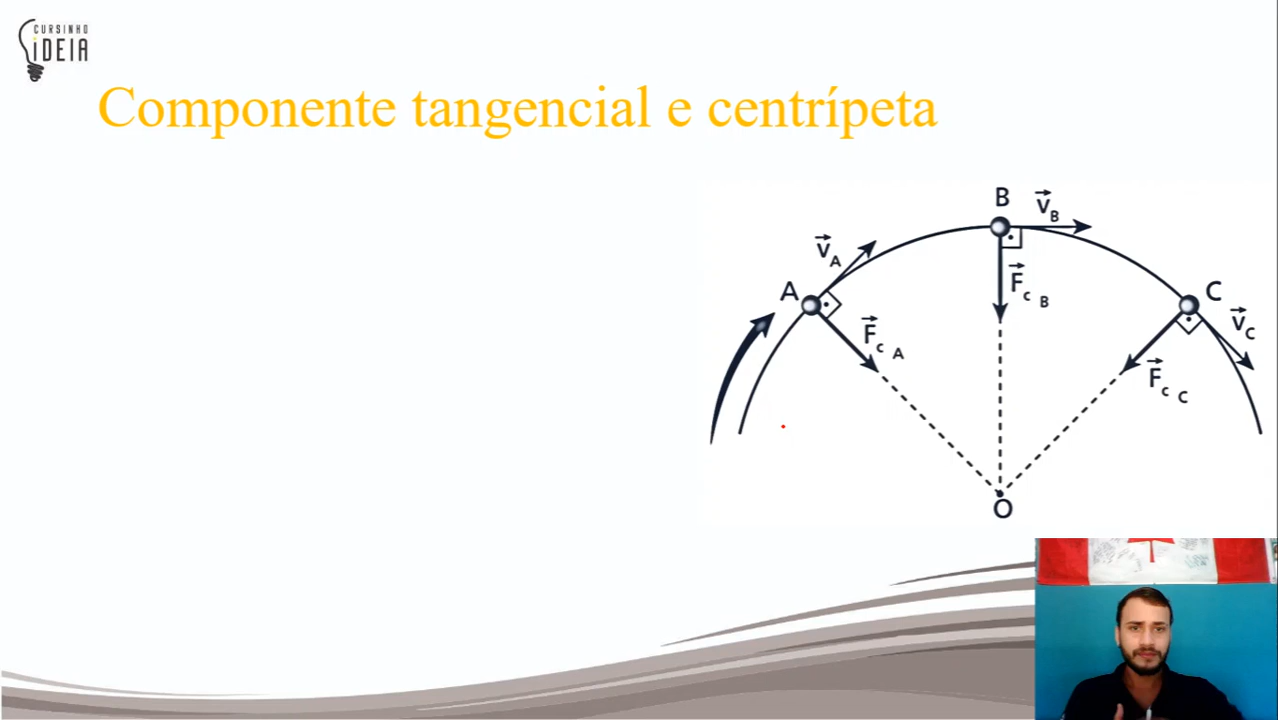 CURSINHO
iDEIA
Componente tangencial e centrípeta
B
v⃗B
v⃗A
A
F⃗c B
C
v⃗C
F⃗c A
F⃗c C
O